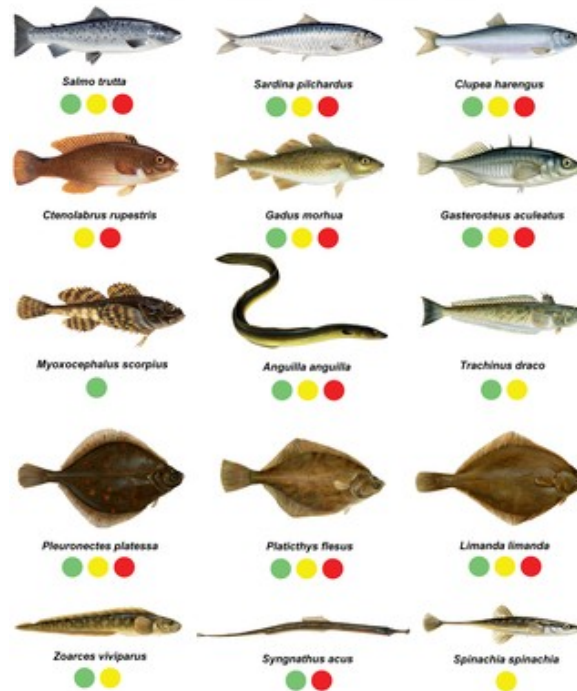 Salmo trutta
Sardina pilchardus
Clupea harengus
Ctenolabrus rupestris
Gadus morhua
Gasterosteus aculeatus
Myoxocephalus scorpius
Anguilla anguilla
Trachinus draco
Pleuronectes platessa
Platicthys flesus
Limanda limanda
Zoarces viviparus
Syngnathus acus
Spinachia spinachia